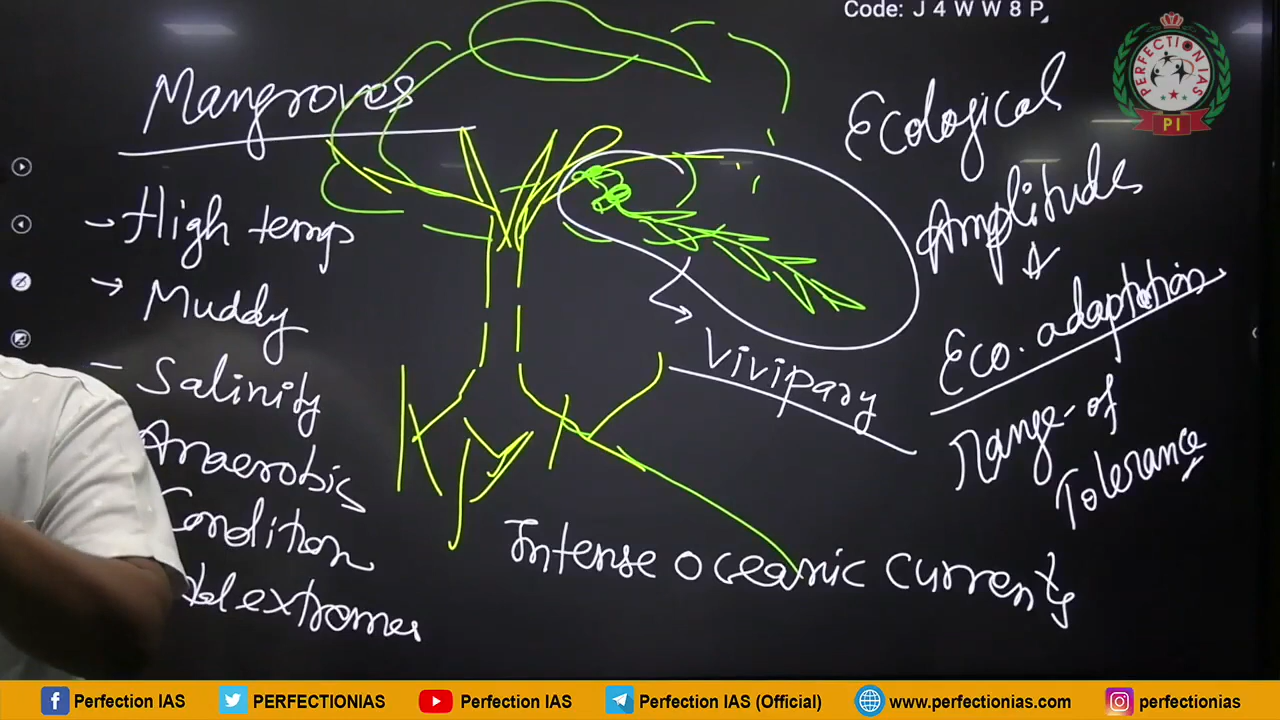 Code: J 4 W W 8 P
PERFECTION IAS
PI
Mangroves
- High temp
→ Muddy
- Salinity
Anaerobic
Condition
extremes
Vivipary
Intense oceanic currents
Ecological
Amplitude
Eco. adaptation
Range of
Tolerance
Perfection IAS
PERFECTIONIAS
Perfection IAS
Perfection IAS (Official)
www.perfectionias.com
perfectionias